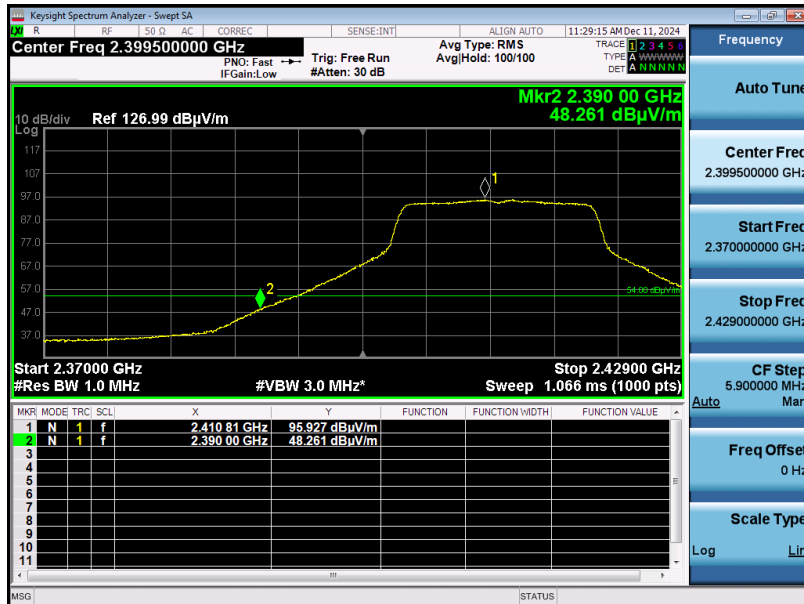 Keysight Spectrum Analyzer - Swept SA
LXI R RF 50 Ω AC CORREC SENSE:INT ALIGN AUTO 11:29:15 AM Dec 11, 2024
Center Freq 2.399500000 GHz
PNO: Fast
IFGain:Low
Trig: Free Run
#Atten: 30 dB
Avg Type: RMS
Avg|Hold: 100/100
TRACE 1 2 3 4 5 6
TYPE A W W W W W
DET A N N N N N
Mkr2 2.390 00 GHz
48.261 dBµV/m
10 dB/div Ref 126.99 dBµV/m
Log
117
107
97.0
87.0
77.0
67.0
57.0
47.0
37.0
1
2
54.00 dBµV/m
Start 2.37000 GHz Stop 2.42900 GHz
#Res BW 1.0 MHz #VBW 3.0 MHz* Sweep 1.066 ms (1000 pts)
MKR MODE TRC SCL X Y FUNCTION FUNCTION WIDTH FUNCTION VALUE
1 N 1 f 2.410 81 GHz 95.927 dBµV/m
2 N 1 f 2.390 00 GHz 48.261 dBµV/m
3
4
5
6
7
8
9
10
11
MSG STATUS
Frequency
Auto Tune
Center Freq
2.399500000 GHz
Start Freq
2.370000000 GHz
Stop Freq
2.429000000 GHz
CF Step
5.900000 MHz
Auto Man
Freq Offset
0 Hz
Scale Type
Log Lin